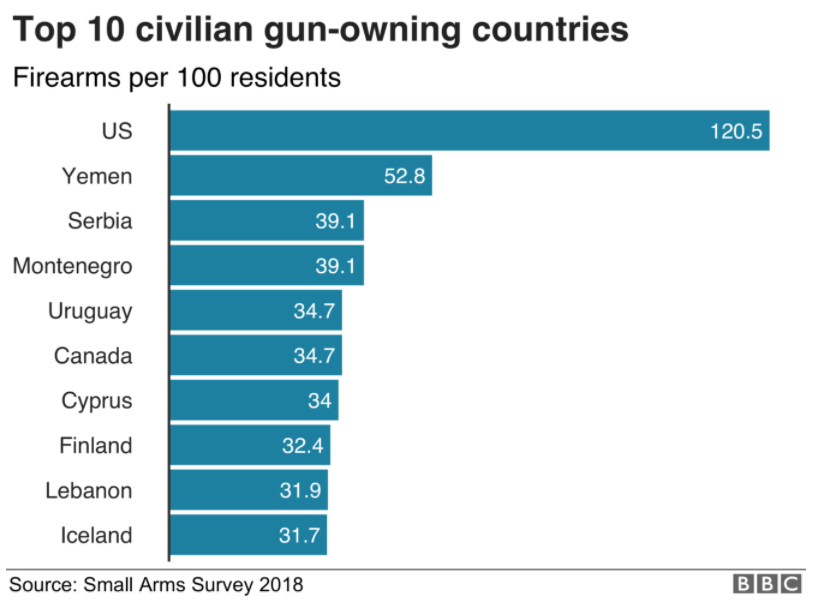 Top 10 civilian gun-owning countries
Firearms per 100 residents
US 120.5
Yemen 52.8
Serbia 39.1
Montenegro 39.1
Uruguay 34.7
Canada 34.7
Cyprus 34
Finland 32.4
Lebanon 31.9
Iceland 31.7
Source: Small Arms Survey 2018 BBC